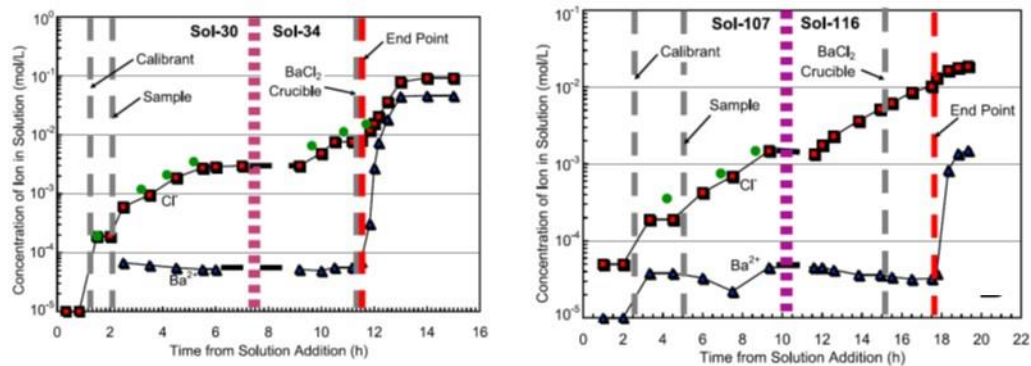 Sol-30
Sol-34
Calibrant
Sample
BaCl₂
Crucible
End Point
Cl⁻
Ba²⁺
Concentration of Ion in Solution (mol/L)
10⁰
10⁻¹
10⁻²
10⁻³
10⁻⁴
10⁻⁵
0 2 4 6 8 10 12 14 16
Time from Solution Addition (h)
Sol-107
Sol-116
Calibrant
Sample
BaCl₂
Crucible
End Point
Cl⁻
Ba²⁺
Concentration of Ion in Solution (mol/L)
10⁻¹
10⁻²
10⁻³
10⁻⁴
10⁻⁵
0 2 4 6 8 10 12 14 16 18 20 22
Time from Solution Addition (h)